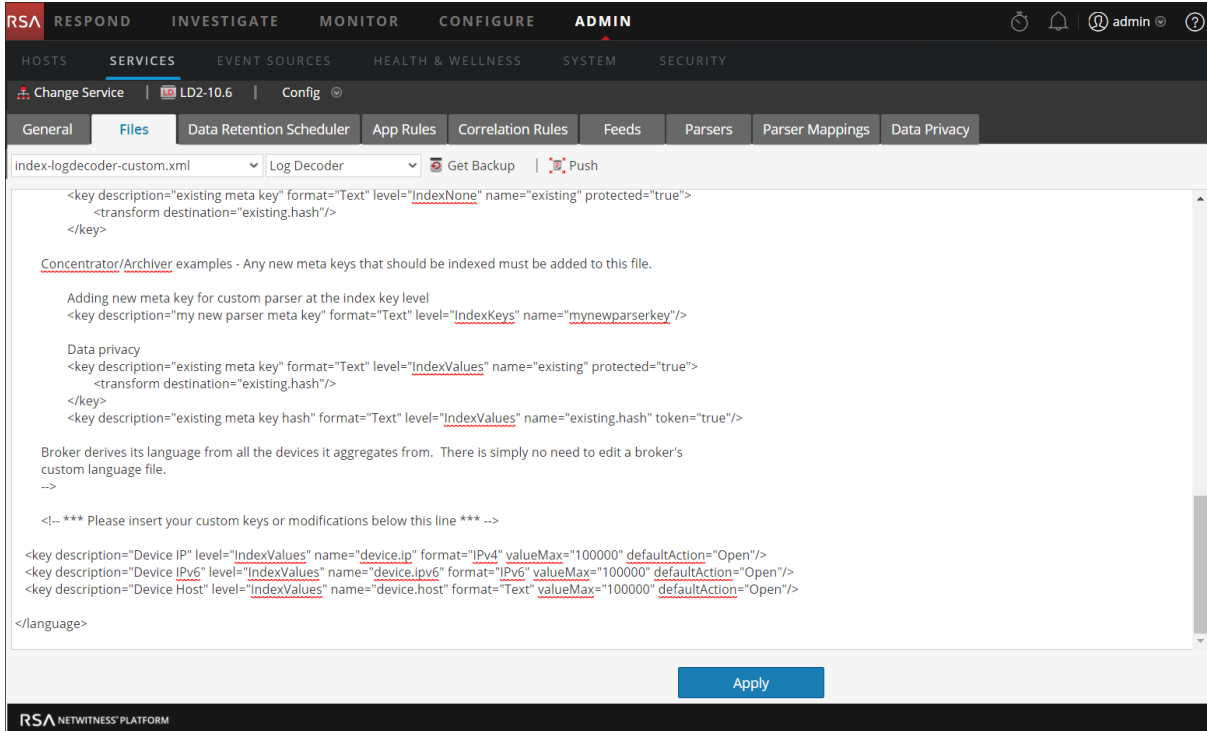 RSA RESPOND INVESTIGATE MONITOR CONFIGURE ADMIN admin ?
HOSTS SERVICES EVENT SOURCES HEALTH & WELLNESS SYSTEM SECURITY
Change Service | LD LD2-10.6 | Config
General Files Data Retention Scheduler App Rules Correlation Rules Feeds Parsers Parser Mappings Data Privacy
index-logdecoder-custom.xml Log Decoder Get Backup | Push
<key description="existing meta key" format="Text" level="IndexNone" name="existing" protected="true">
<transform destination="existing.hash"/>
</key>
Concentrator/Archiver examples - Any new meta keys that should be indexed must be added to this file.
Adding new meta key for custom parser at the index key level
<key description="my new parser meta key" format="Text" level="IndexKeys" name="mynewparserkey"/>
Data privacy
<key description="existing meta key" format="Text" level="IndexValues" name="existing" protected="true">
<transform destination="existing.hash"/>
</key>
<key description="existing meta key hash" format="Text" level="IndexValues" name="existing.hash" token="true"/>
Broker derives its language from all the devices it aggregates from.  There is simply no need to edit a broker's
custom language file.
-->
<!-- *** Please insert your custom keys or modifications below this line *** -->
<key description="Device IP" level="IndexValues" name="device.ip" format="IPv4" valueMax="100000" defaultAction="Open"/>
<key description="Device IPv6" level="IndexValues" name="device.ipv6" format="IPv6" valueMax="100000" defaultAction="Open"/>
<key description="Device Host" level="IndexValues" name="device.host" format="Text" valueMax="100000" defaultAction="Open"/>
</language>
Apply
RSA NETWITNESS® PLATFORM